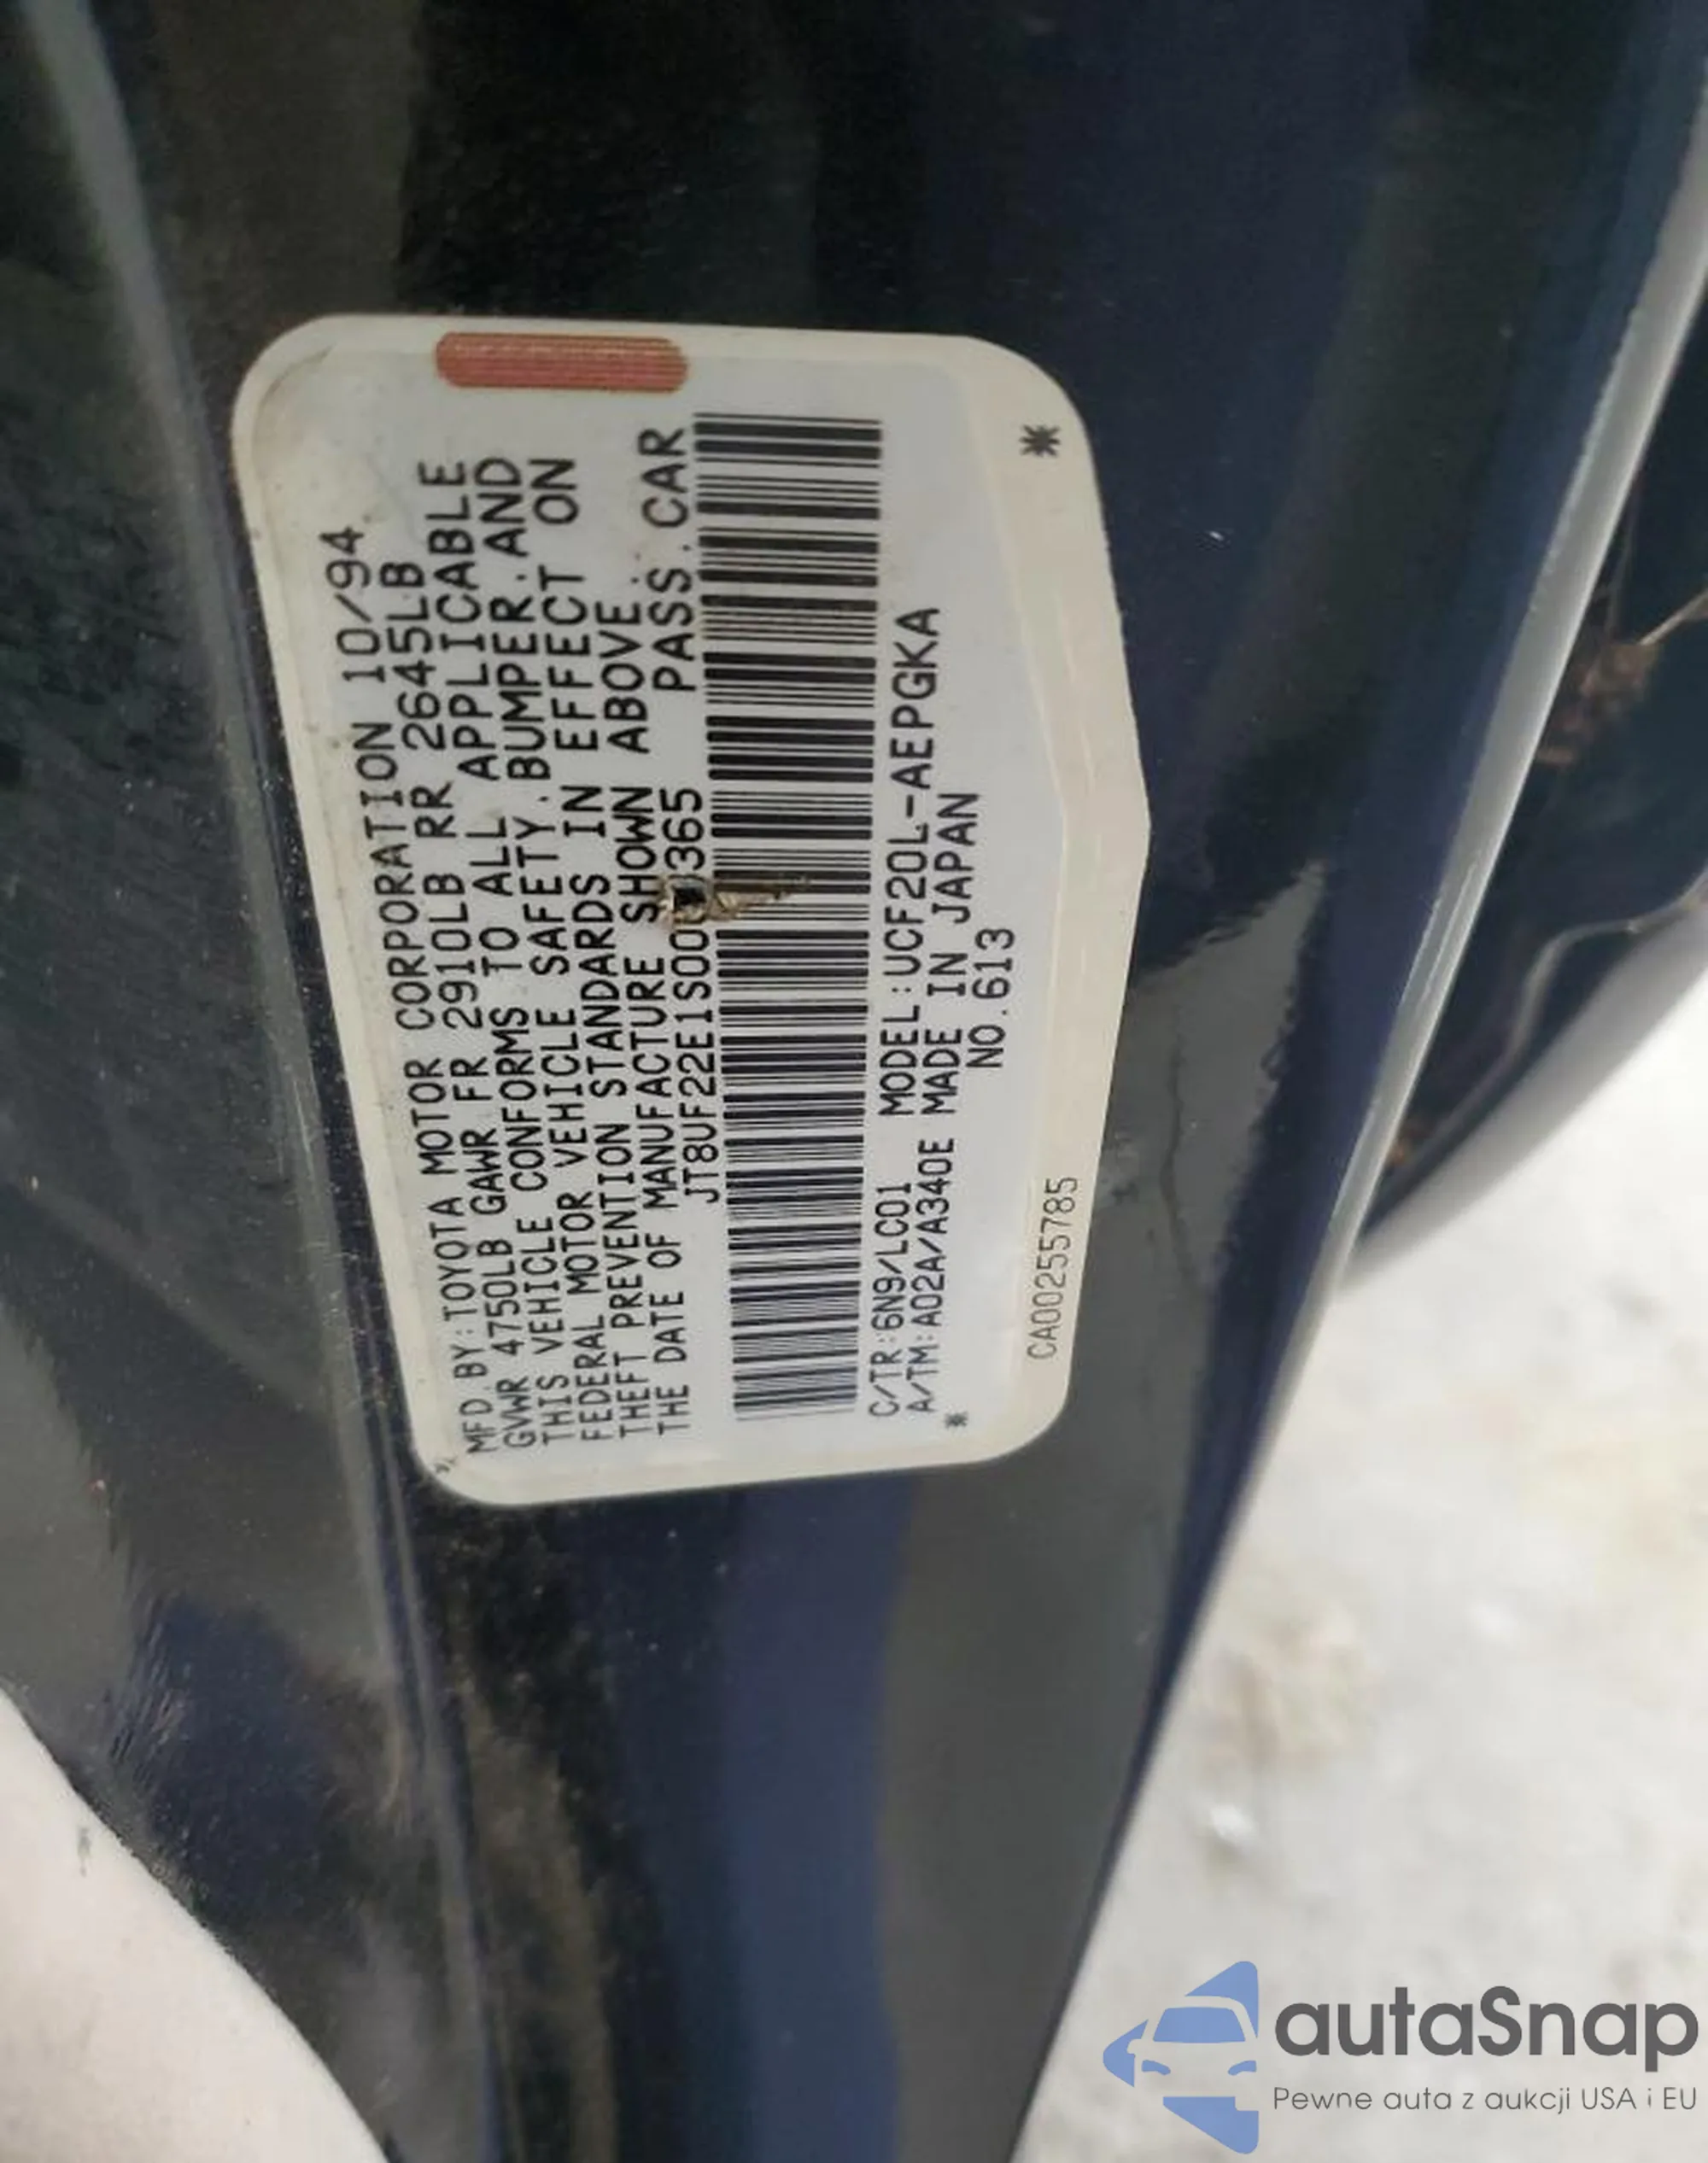 MFD.BY:TOYOTA MOTOR CORPORATION 10/94
GVWR 4750LB GAWR FR 2910LB RR 2645LB
THIS VEHICLE CONFORMS TO ALL APPLICABLE
FEDERAL MOTOR VEHICLE SAFETY.BUMPER.AND
THEFT PREVENTION STANDARDS IN EFFECT ON
THE DATE OF MANUFACTURE SHOWN ABOVE.
PASS.CAR
C/TR:6N9/LC01 MODEL:UCF20L-AEPGKA
A/TM:A02A/A340E MADE IN JAPAN
NO.613
CA00255785
autaSnap
Pewne auta z aukcji USA i EU